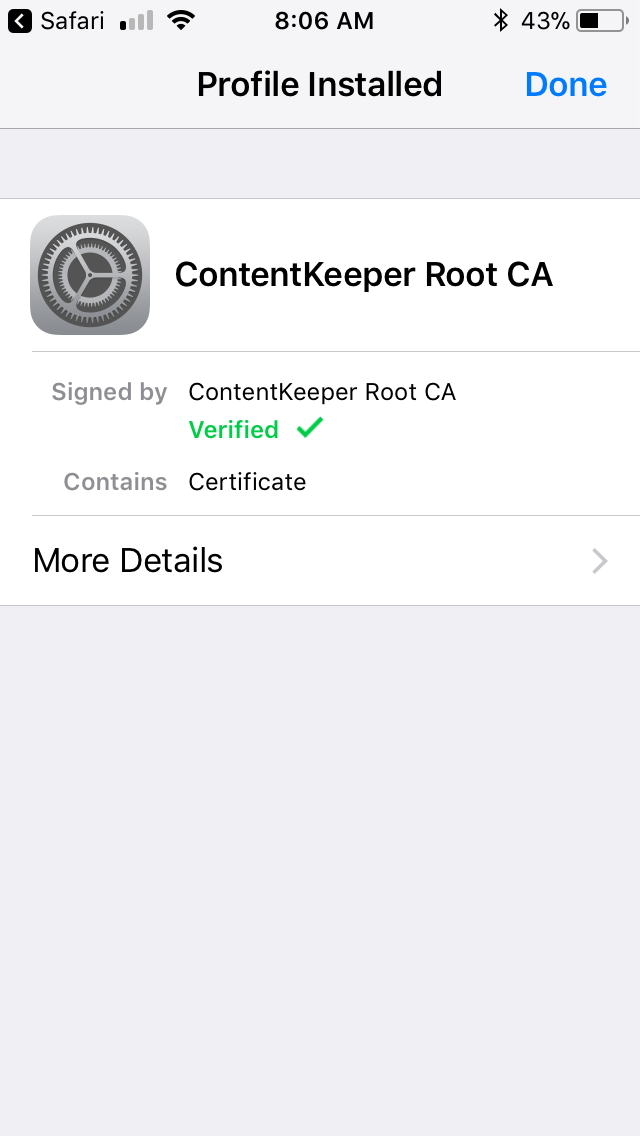 Safari 8:06 AM 43%
Profile Installed Done
ContentKeeper Root CA
Signed by ContentKeeper Root CA
Verified
Contains Certificate
More Details